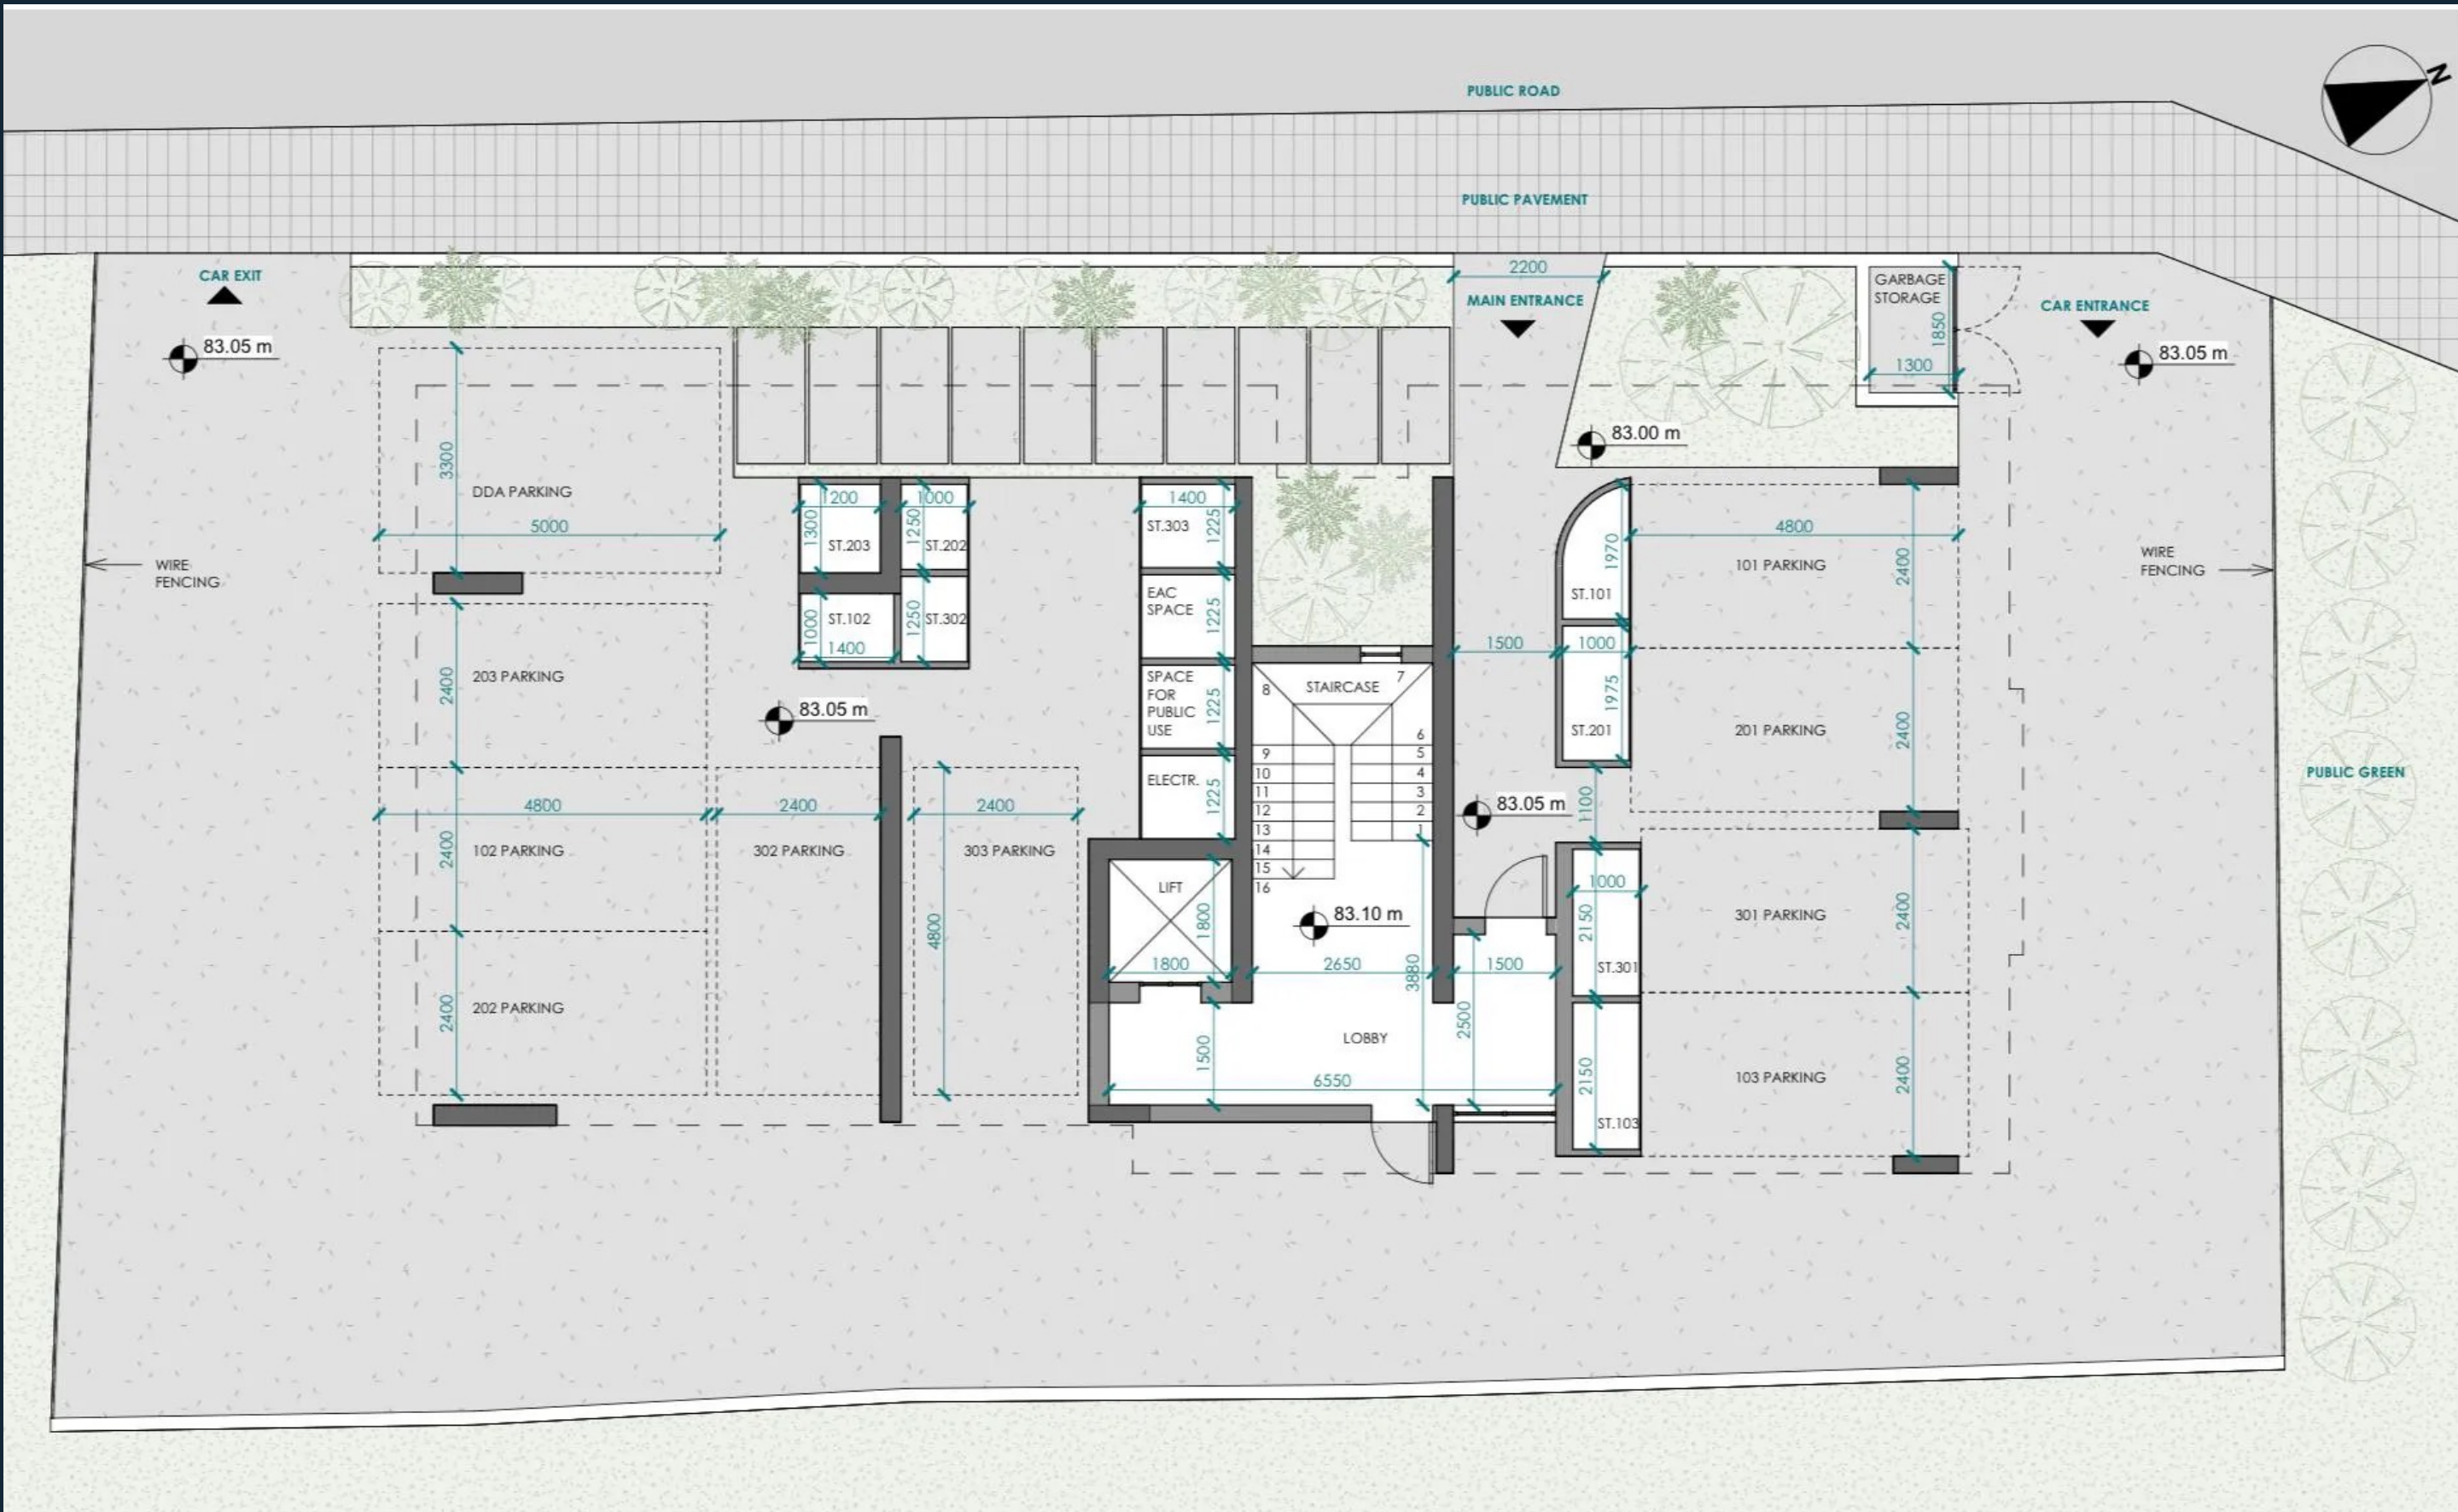 N
PUBLIC ROAD
PUBLIC PAVEMENT
CAR EXIT
83.05 m
2200
MAIN ENTRANCE
GARBAGE
STORAGE
1850
1300
CAR ENTRANCE
83.05 m
83.00 m
3300
DDA PARKING
5000
WIRE
FENCING
1200
1300
ST.203
1000
1250
ST.202
1400
ST.303
1225
1970
ST.101
4800
101 PARKING
2400
WIRE
FENCING
1000
ST.102
1400
1250
ST.302
EAC
SPACE
1225
1500
1000
1975
ST.201
203 PARKING
2400
83.05 m
SPACE
FOR
PUBLIC
USE
1225
8
STAIRCASE
7
6
5
4
3
2
1
9
10
11
12
13
14
15
16
201 PARKING
2400
PUBLIC GREEN
ELECTR.
1225
83.05 m
1100
4800
2400
2400
102 PARKING
2400
302 PARKING
303 PARKING
4800
LIFT
1800
1800
83.10 m
2650
3880
1500
1000
2150
ST.301
301 PARKING
2400
202 PARKING
2400
1500
LOBBY
2500
6550
2150
ST.103
103 PARKING
2400